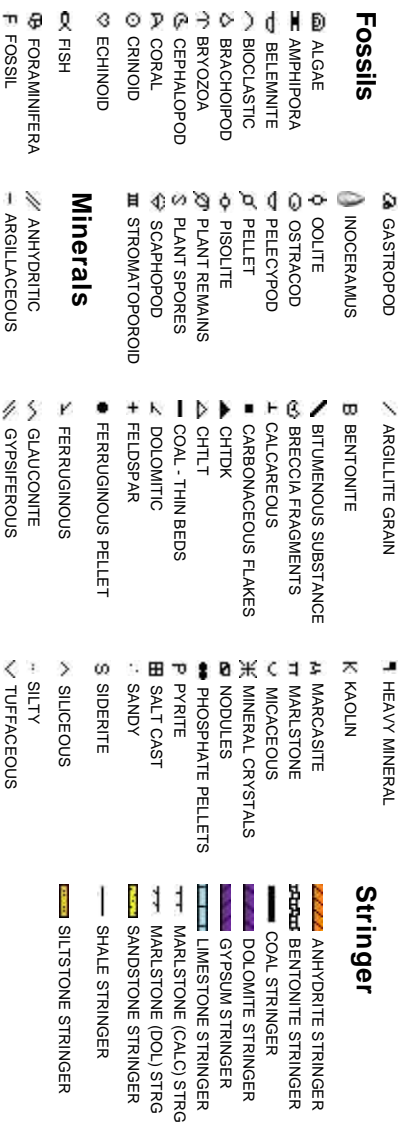 Fossils
ALGAE
AMPHIPORA
BELEMNITE
BIOCLASTIC
BRACHOIPOD
BRYOZOA
CEPHALOPOD
CORAL
CRINOID
ECHINOID
FISH
FORAMINIFERA
F FOSSIL
GASTROPOD
INOCERAMUS
OOLITE
OSTRACOD
PELECYPOD
PELLET
PISOLITE
PLANT REMAINS
PLANT SPORES
SCAPHOPOD
STROMATOPOROID
Minerals
ANHYDRITIC
ARGILLACEOUS
ARGILLITE GRAIN
B BENTONITE
BITUMENOUS SUBSTANCE
BRECCIA FRAGMENTS
CALCAREOUS
CARBONACEOUS FLAKES
CHTDK
CHTLT
COAL - THIN BEDS
DOLOMITIC
FELDSPAR
FERRUGINOUS PELLET
FERRUGINOUS
GLAUCONITE
GYPSIFEROUS
HEAVY MINERAL
K KAOLIN
MARCASITE
MARLSTONE
MICACEOUS
MINERAL CRYSTALS
NODULES
PHOSPHATE PELLETS
P PYRITE
SALT CAST
SANDY
S SIDERITE
SILICEOUS
SILTY
TUFFACEOUS
Stringer
ANHYDRITE STRINGER
BENTONITE STRINGER
COAL STRINGER
DOLOMITE STRINGER
GYPSUM STRINGER
LIMESTONE STRINGER
MARLSTONE (CALC) STRG
MARLSTONE (DOL) STRG
SANDSTONE STRINGER
SHALE STRINGER
SILTSTONE STRINGER